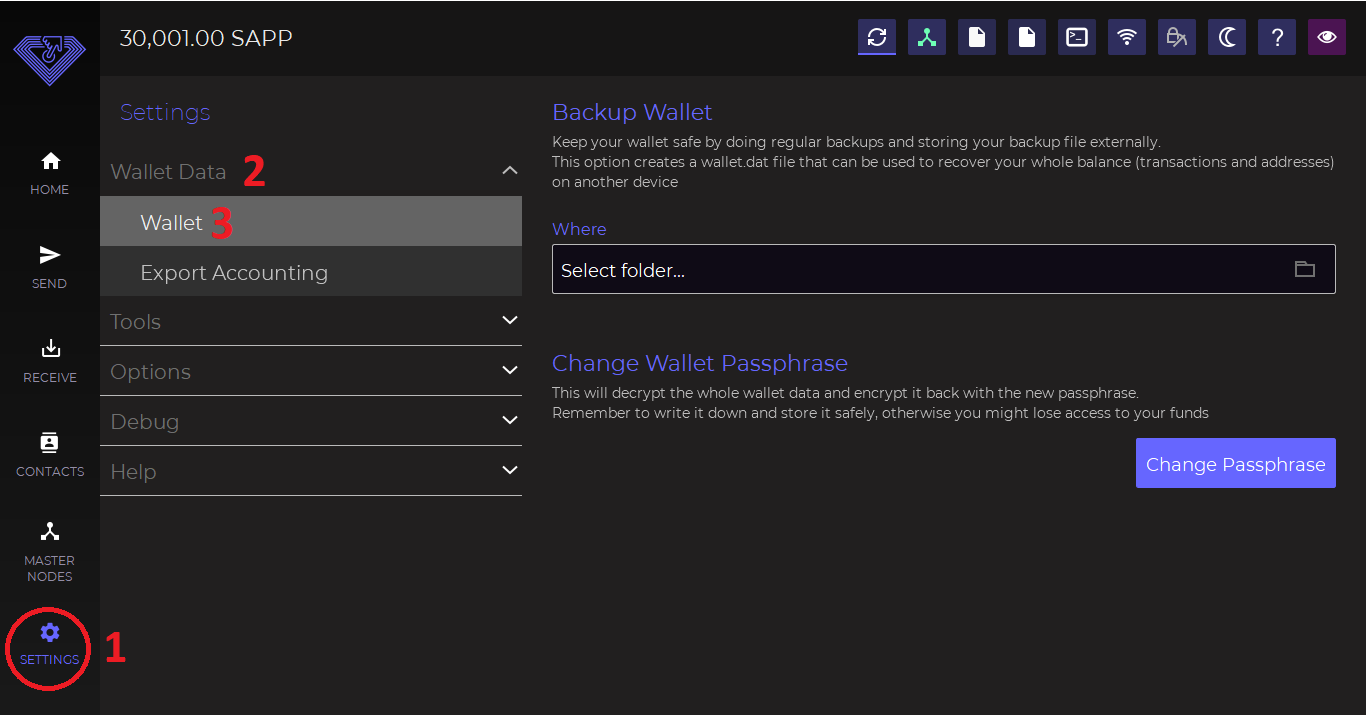 30,001.00 SAPP
HOME
SEND
RECEIVE
CONTACTS
MASTER
NODES
SETTINGS
1
Settings
Wallet Data 2
Wallet 3
Export Accounting
Tools
Options
Debug
Help
Backup Wallet
Keep your wallet safe by doing regular backups and storing your backup file externally.
This option creates a wallet.dat file that can be used to recover your whole balance (transactions and addresses)
on another device
Where
Select folder...
Change Wallet Passphrase
This will decrypt the whole wallet data and encrypt it back with the new passphrase.
Remember to write it down and store it safely, otherwise you might lose access to your funds
Change Passphrase